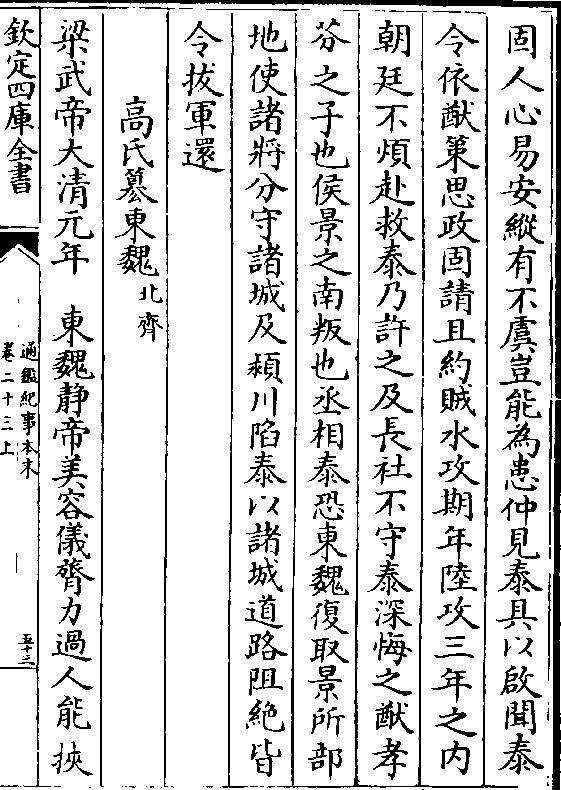 固人心易安縱有不虞豈能為患仲見泰具以啟聞泰
令依猷策思政固請且約賊水攻期年陸攻三年之内
朝廷不煩赴救泰乃許之及長社不守泰深悔之猷孝
芬之子也侯景之南叛也丞相泰恐東魏復取景所部
地使諸將分守諸城及潁川陷泰以諸城道路阻絶皆
令拔軍還
高氏簒東魏 北齊
梁武帝大清元年 東魏静帝美容儀膂力過人能挾
欽定四庫全書
通鑑紀事本末
卷二十三上
五十三